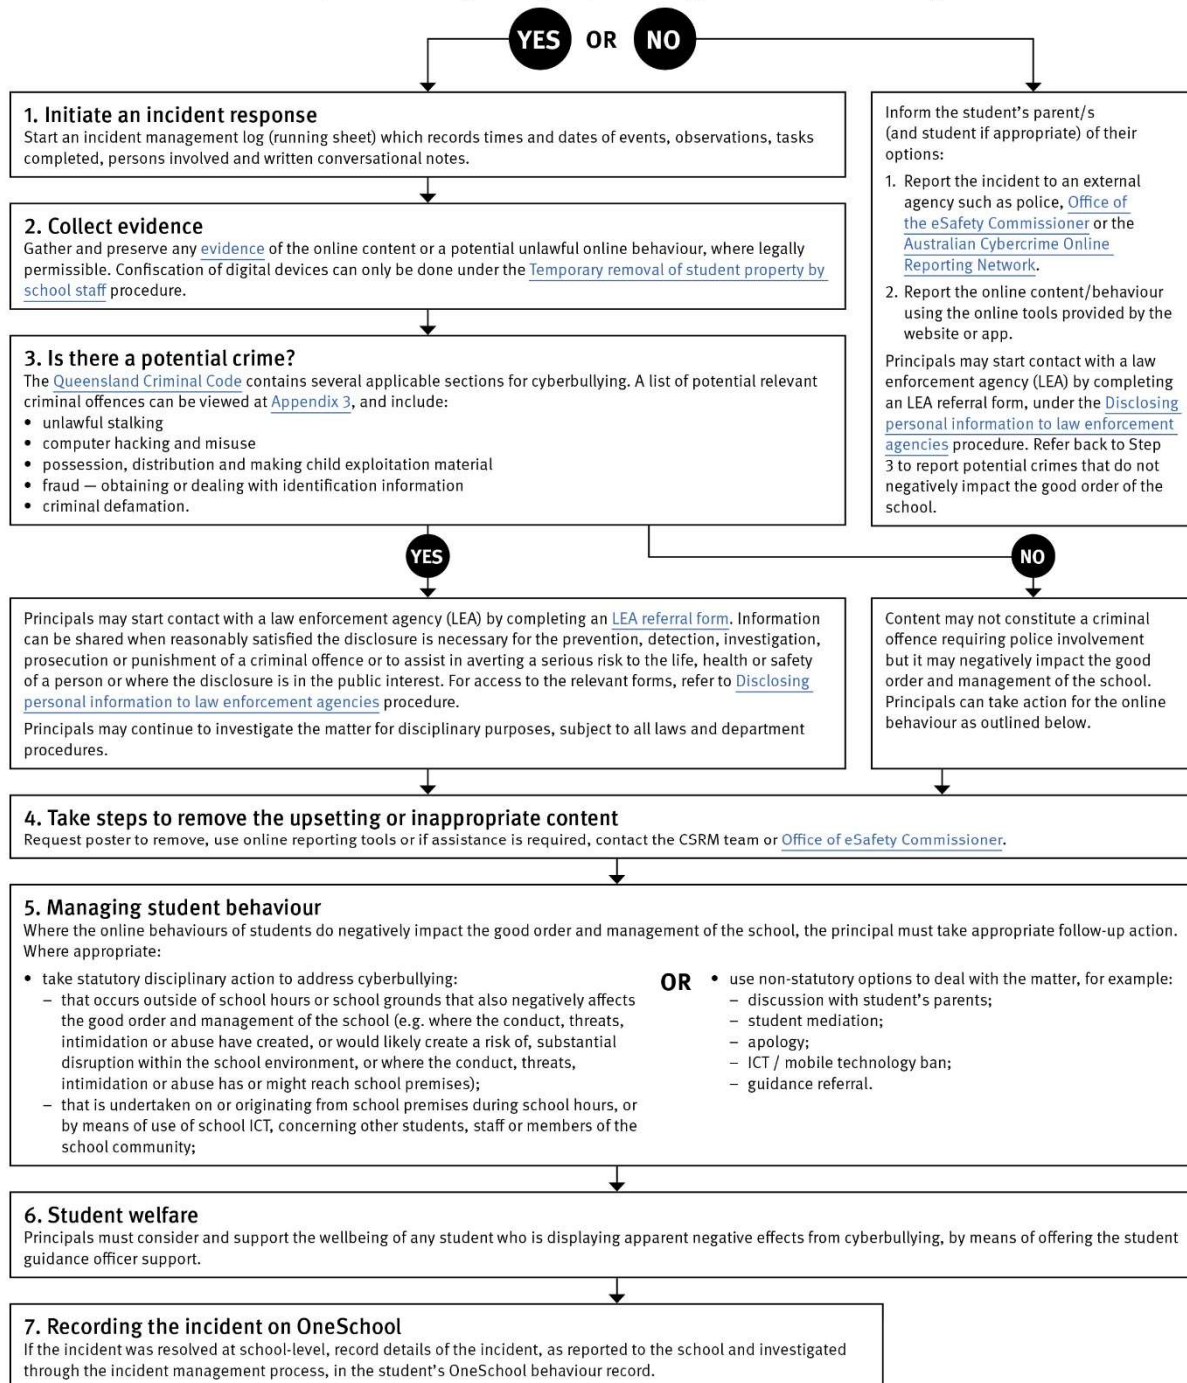 YES OR NO
1. Initiate an incident response
Start an incident management log (running sheet) which records times and dates of events, observations, tasks
completed, persons involved and written conversational notes.
Inform the student's parent/s
(and student if appropriate) of their
options:
1. Report the incident to an external
agency such as police, Office of
the eSafety Commissioner or the
Australian Cybercrime Online
Reporting Network.
2. Report the online content/behaviour
using the online tools provided by the
website or app.
Principals may start contact with a law
enforcement agency (LEA) by completing
an LEA referral form, under the Disclosing
personal information to law enforcement
agencies procedure. Refer back to Step
3 to report potential crimes that do not
negatively impact the good order of the
school.
2. Collect evidence
Gather and preserve any evidence of the online content or a potential unlawful online behaviour, where legally
permissible. Confiscation of digital devices can only be done under the Temporary removal of student property by
school staff procedure.
3. Is there a potential crime?
The Queensland Criminal Code contains several applicable sections for cyberbullying. A list of potential relevant
criminal offences can be viewed at Appendix 3, and include:
• unlawful stalking
• computer hacking and misuse
• possession, distribution and making child exploitation material
• fraud — obtaining or dealing with identification information
• criminal defamation.
YES
NO
Principals may start contact with a law enforcement agency (LEA) by completing an LEA referral form. Information
can be shared when reasonably satisfied the disclosure is necessary for the prevention, detection, investigation,
prosecution or punishment of a criminal offence or to assist in averting a serious risk to the life, health or safety
of a person or where the disclosure is in the public interest. For access to the relevant forms, refer to Disclosing
personal information to law enforcement agencies procedure.
Principals may continue to investigate the matter for disciplinary purposes, subject to all laws and department
procedures.
Content may not constitute a criminal
offence requiring police involvement
but it may negatively impact the good
order and management of the school.
Principals can take action for the online
behaviour as outlined below.
4. Take steps to remove the upsetting or inappropriate content
Request poster to remove, use online reporting tools or if assistance is required, contact the CSRM team or Office of eSafety Commissioner.
5. Managing student behaviour
Where the online behaviours of students do negatively impact the good order and management of the school, the principal must take appropriate follow-up action.
Where appropriate:
• take statutory disciplinary action to address cyberbullying:
– that occurs outside of school hours or school grounds that also negatively affects
the good order and management of the school (e.g. where the conduct, threats,
intimidation or abuse have created, or would likely create a risk of, substantial
disruption within the school environment, or where the conduct, threats,
intimidation or abuse has or might reach school premises);
– that is undertaken on or originating from school premises during school hours, or
by means of use of school ICT, concerning other students, staff or members of the
school community;
OR
• use non-statutory options to deal with the matter, for example:
– discussion with student's parents;
– student mediation;
– apology;
– ICT / mobile technology ban;
– guidance referral.
6. Student welfare
Principals must consider and support the wellbeing of any student who is displaying apparent negative effects from cyberbullying, by means of offering the student
guidance officer support.
7. Recording the incident on OneSchool
If the incident was resolved at school-level, record details of the incident, as reported to the school and investigated
through the incident management process, in the student's OneSchool behaviour record.